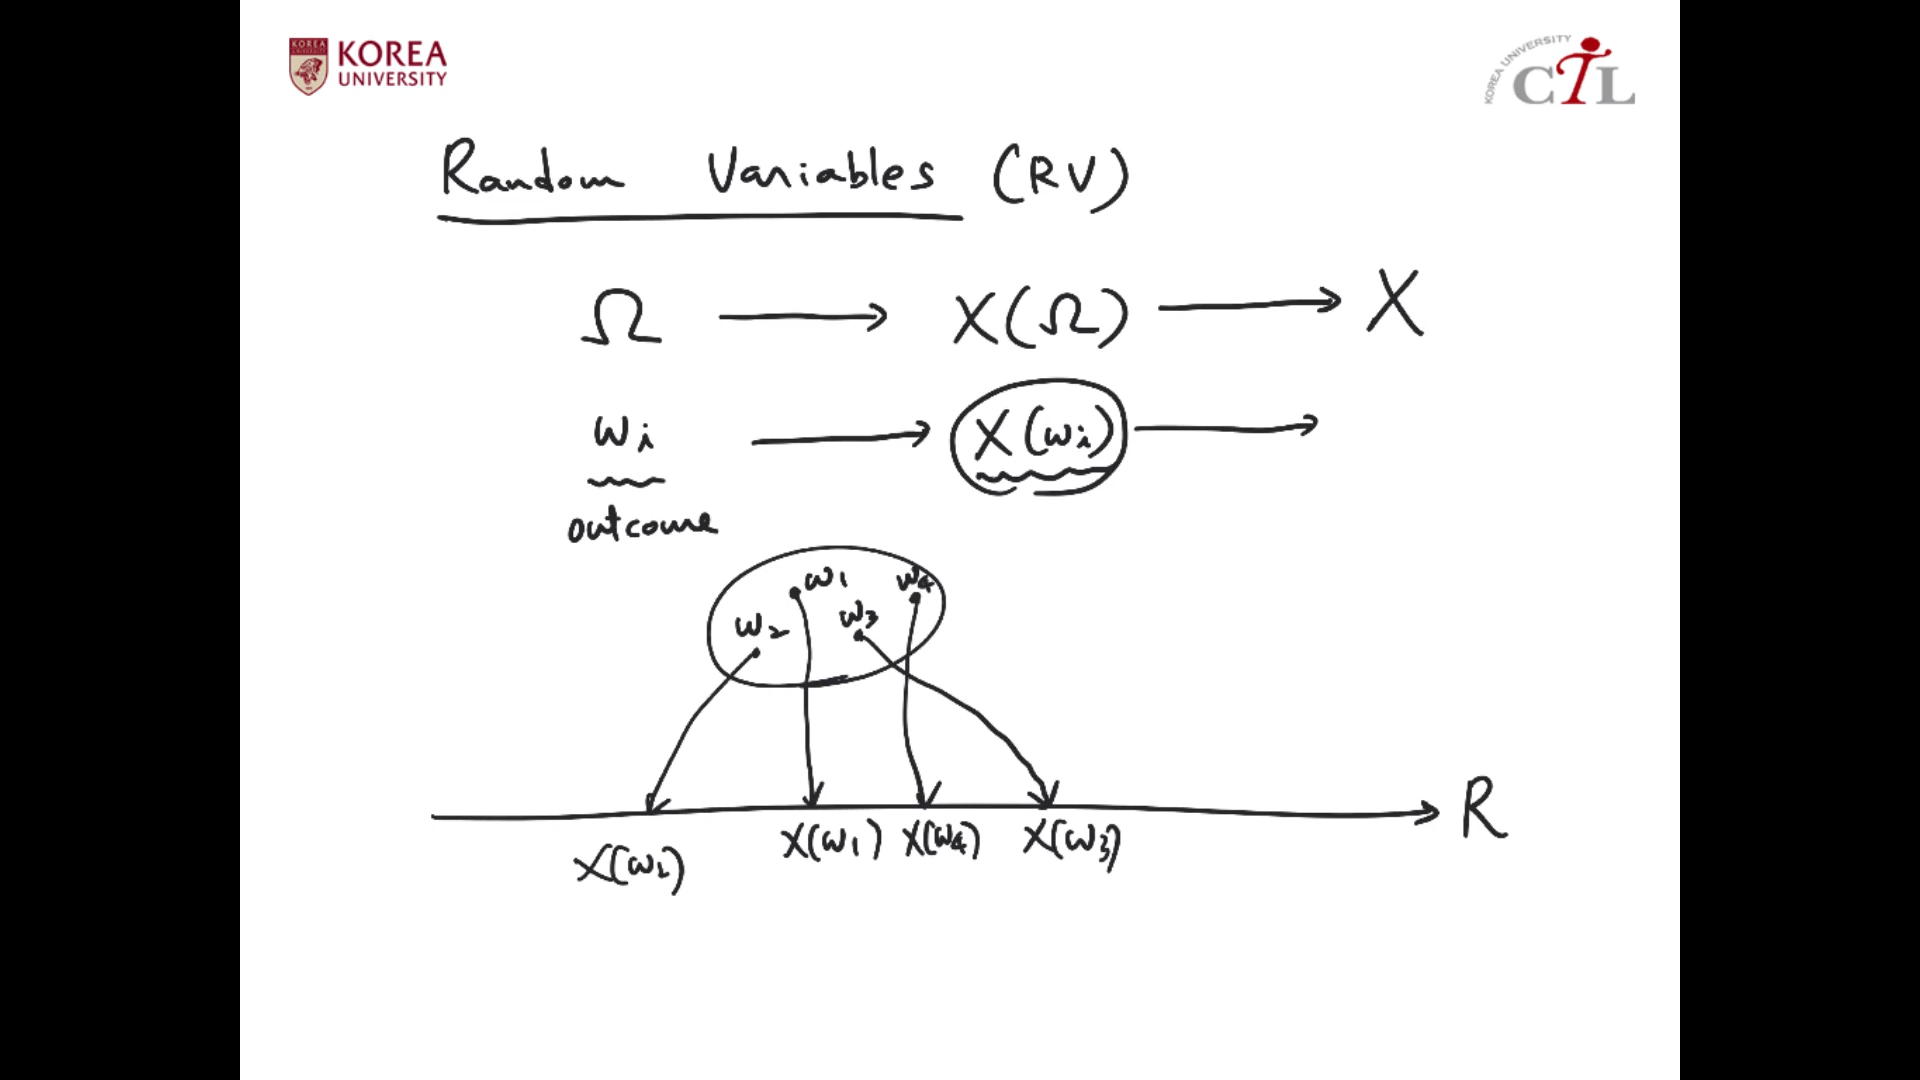 KOREA
KOREA
UNIVERSITY
KOREA UNIVERSITY
CTL
Random Variables (RV)
Ω → X(Ω) → X
ωi → X(ωi) →
outcome
ω1 ω4
ω2 ω3
R
X(ω2) X(ω1) X(ω4) X(ω3)